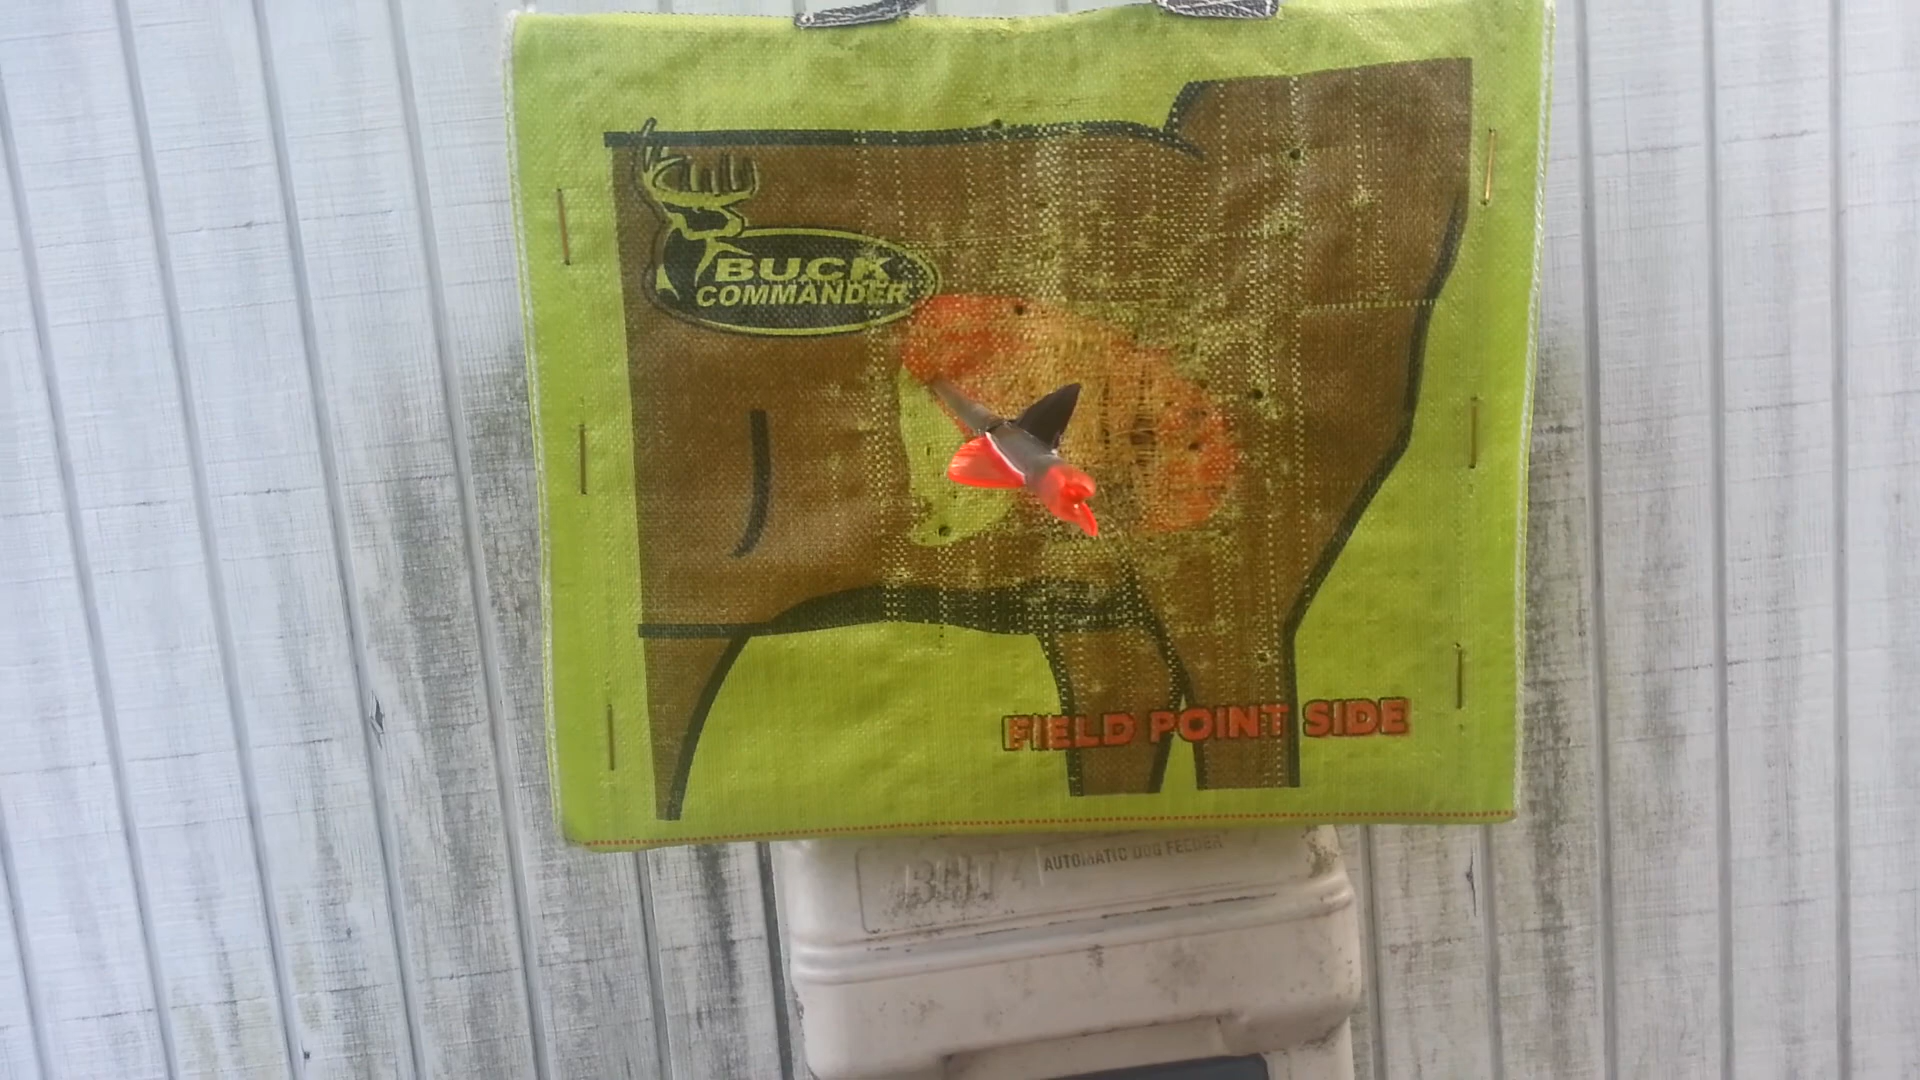 BUCK
COMMANDER
FIELD POINT SIDE
AUTOMATIC DOG FEEDER